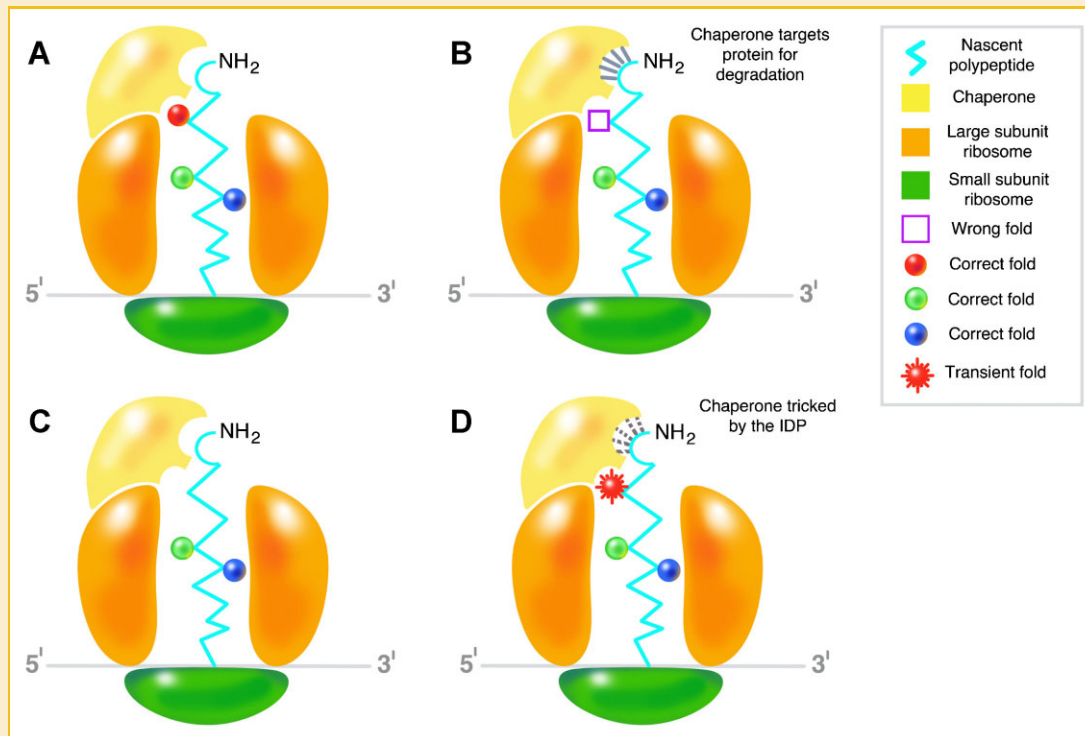 A
NH2
5'
3'
B
Chaperone targets
protein for
degradation
NH2
5'
3'
C
NH2
5'
3'
D
Chaperone tricked
by the IDP
NH2
5'
3'
Nascent
polypeptide
Chaperone
Large subunit
ribosome
Small subunit
ribosome
Wrong fold
Correct fold
Correct fold
Correct fold
Transient fold